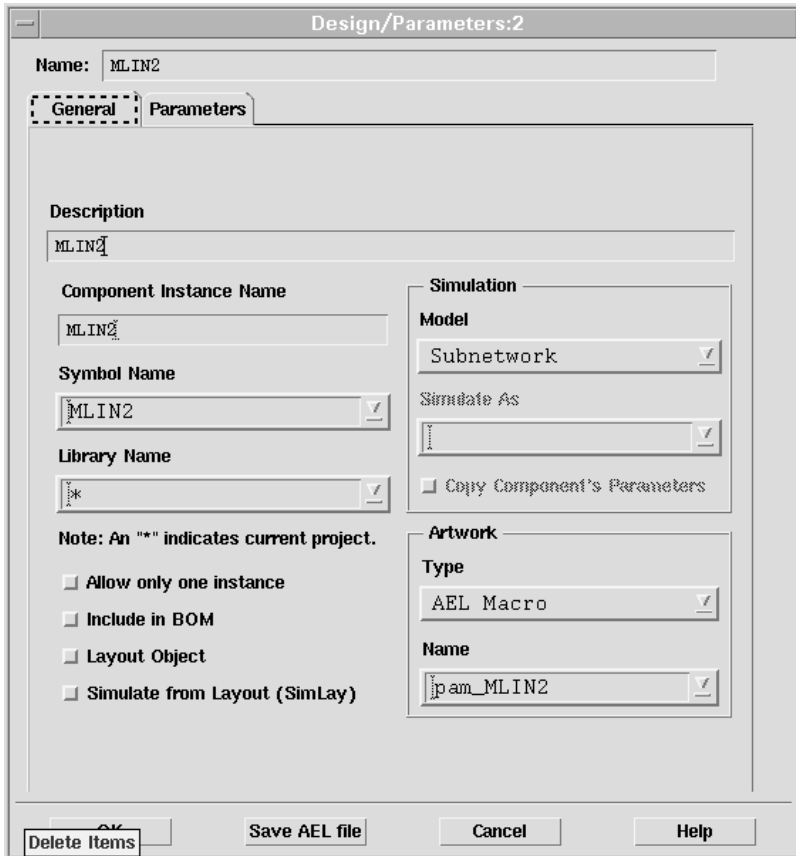 Design/Parameters:2
Name: MLIN2
General Parameters
Description
MLIN2
Component Instance Name
MLIN2
Symbol Name
MLIN2
Library Name
*
Note: An "*" indicates current project.
Allow only one instance
Include in BOM
Layout Object
Simulate from Layout (SimLay)
Simulation
Model
Subnetwork
Simulate As
Copy Component's Parameters
Artwork
Type
AEL Macro
Name
pam_MLIN2
OK Save AEL file Cancel Help
Delete Items